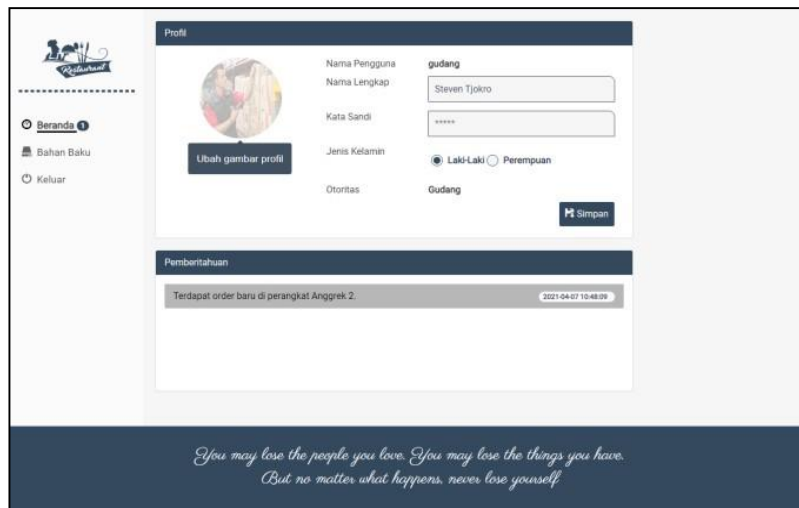 Restaurant
Beranda 1
Bahan Baku
Keluar
Profil
Ubah gambar profil
Nama Pengguna gudang
Nama Lengkap Steven Tjokro
Kata Sandi *****
Jenis Kelamin Laki-Laki Perempuan
Otoritas Gudang
Simpan
Pemberitahuan
Terdapat order baru di perangkat Anggrek 2. 2021-04-07 10:48:09
You may lose the people you love. You may lose the things you have.
But no matter what happens, never lose yourself